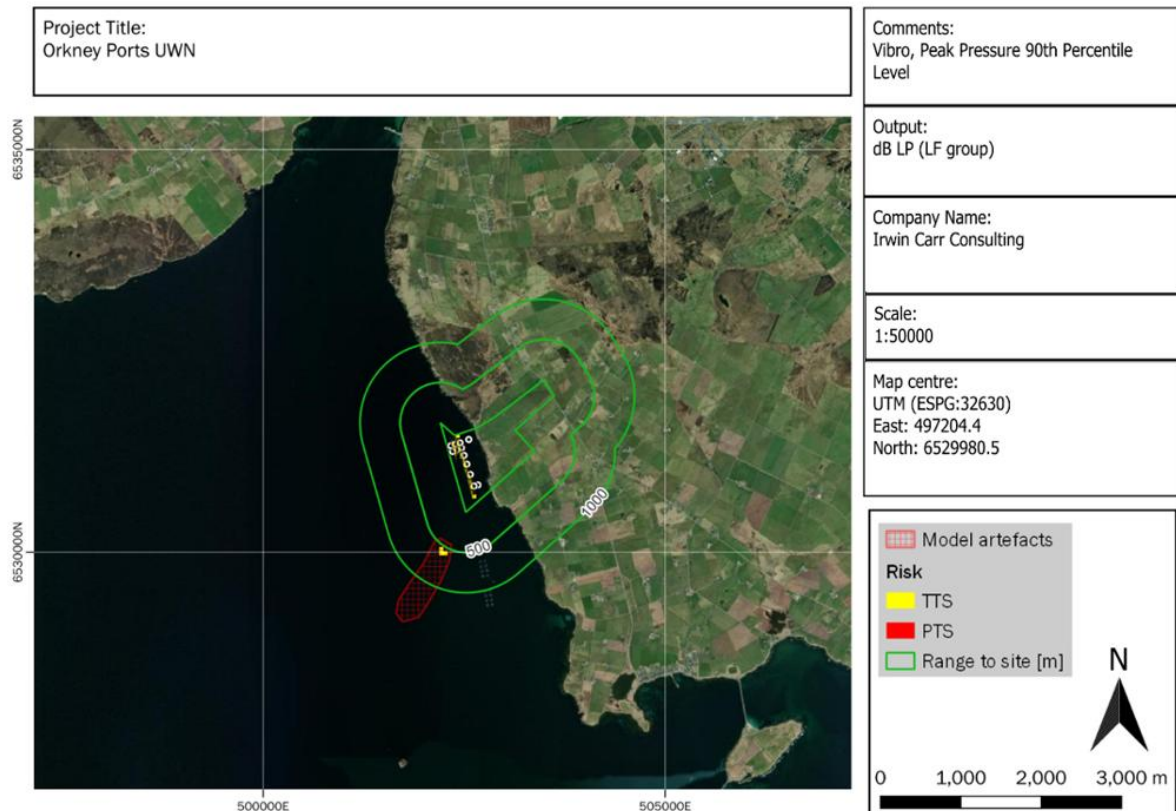 Project Title:
Orkney Ports UWN
Comments:
Vibro, Peak Pressure 90th Percentile
Level
Output:
dB LP (LF group)
Company Name:
Irwin Carr Consulting
Scale:
1:50000
Map centre:
UTM (ESPG:32630)
East: 497204.4
North: 6529980.5
6535000N
6530000N
500000E
505000E
1000
500
Model artefacts
Risk
TTS
PTS
Range to site [m]
N
0 1,000 2,000 3,000 m